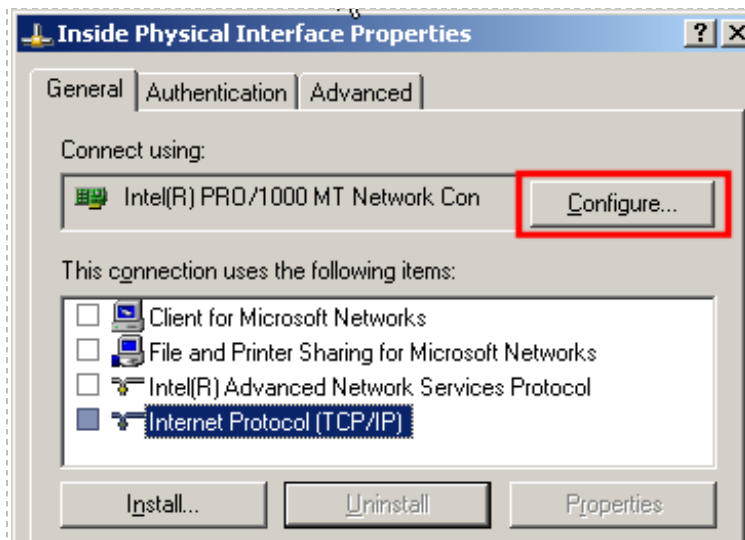 Inside Physical Interface Properties
General Authentication Advanced
Connect using:
Intel(R) PRO/1000 MT Network Con
Configure...
This connection uses the following items:
Client for Microsoft Networks
File and Printer Sharing for Microsoft Networks
Intel(R) Advanced Network Services Protocol
Internet Protocol (TCP/IP)
Install... Uninstall Properties